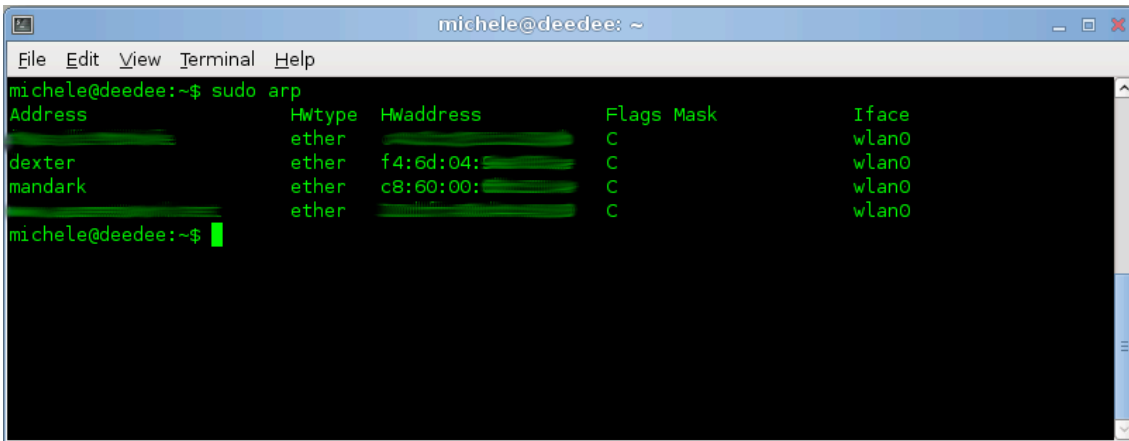 michele@deedee: ~
File Edit View Terminal Help
michele@deedee:~$ sudo arp
Address HWtype HWaddress Flags Mask Iface
ether C wlan0
dexter ether f4:6d:04: C wlan0
mandark ether c8:60:00: C wlan0
ether C wlan0
michele@deedee:~$